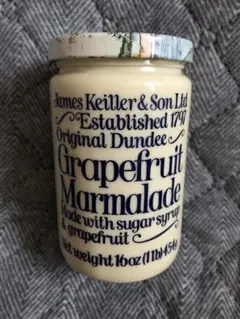 James Keiller & Son Ltd
Established 1797
Original Dundee
Grapefruit
Marmalade
Made with sugar syrup
& grapefruit
Net weight 16oz (1lb) 454g